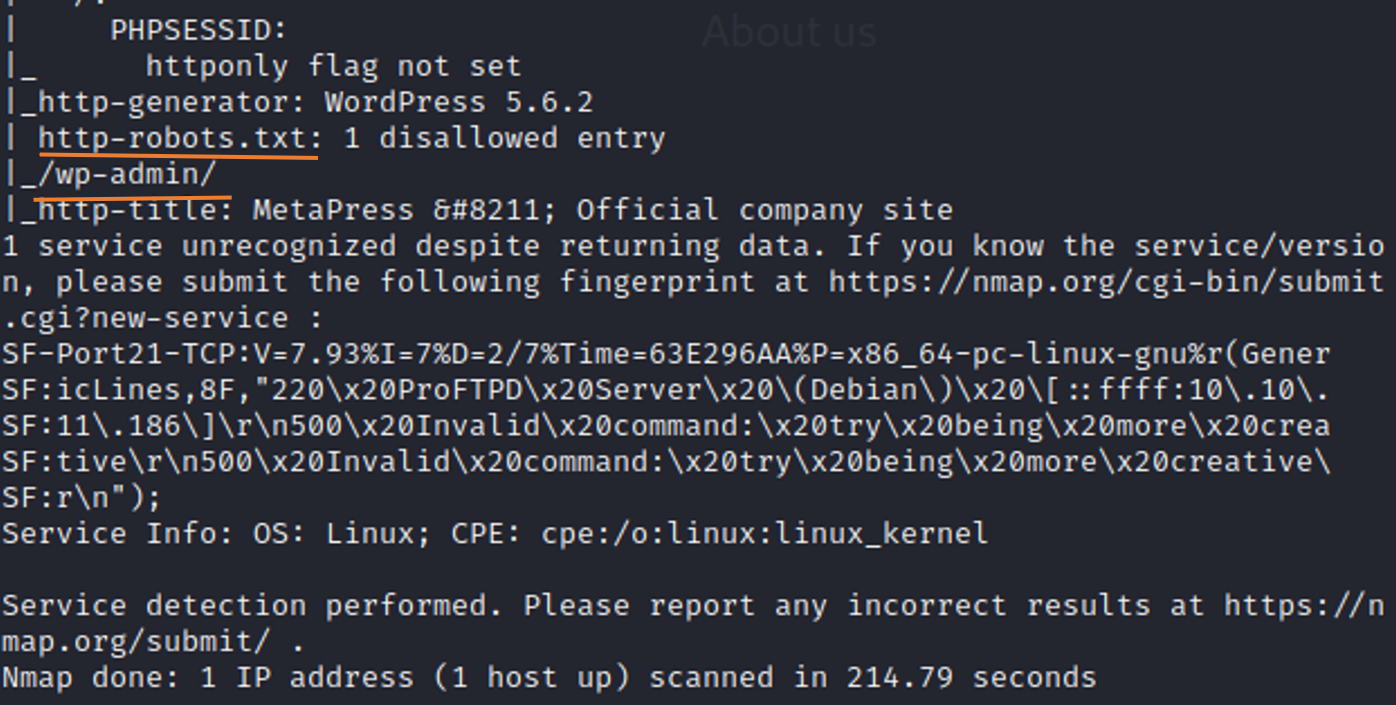 |     PHPSESSID:
|_      httponly flag not set
|_http-generator: WordPress 5.6.2
| http-robots.txt: 1 disallowed entry
|_/wp-admin/
|_http-title: MetaPress &#8211; Official company site
1 service unrecognized despite returning data. If you know the service/versio
n, please submit the following fingerprint at https://nmap.org/cgi-bin/submit
.cgi?new-service :
SF-Port21-TCP:V=7.93%I=7%D=2/7%Time=63E296AA%P=x86_64-pc-linux-gnu%r(Gener
SF:icLines,8F,"220\x20ProFTPD\x20Server\x20\(Debian\)\x20\[::ffff:10\.10\.
SF:11\.186\]\r\n500\x20Invalid\x20command:\x20try\x20being\x20more\x20crea
SF:tive\r\n500\x20Invalid\x20command:\x20try\x20being\x20more\x20creative\
SF:r\n");
Service Info: OS: Linux; CPE: cpe:/o:linux:linux_kernel
Service detection performed. Please report any incorrect results at https://n
map.org/submit/ .
Nmap done: 1 IP address (1 host up) scanned in 214.79 seconds
About us